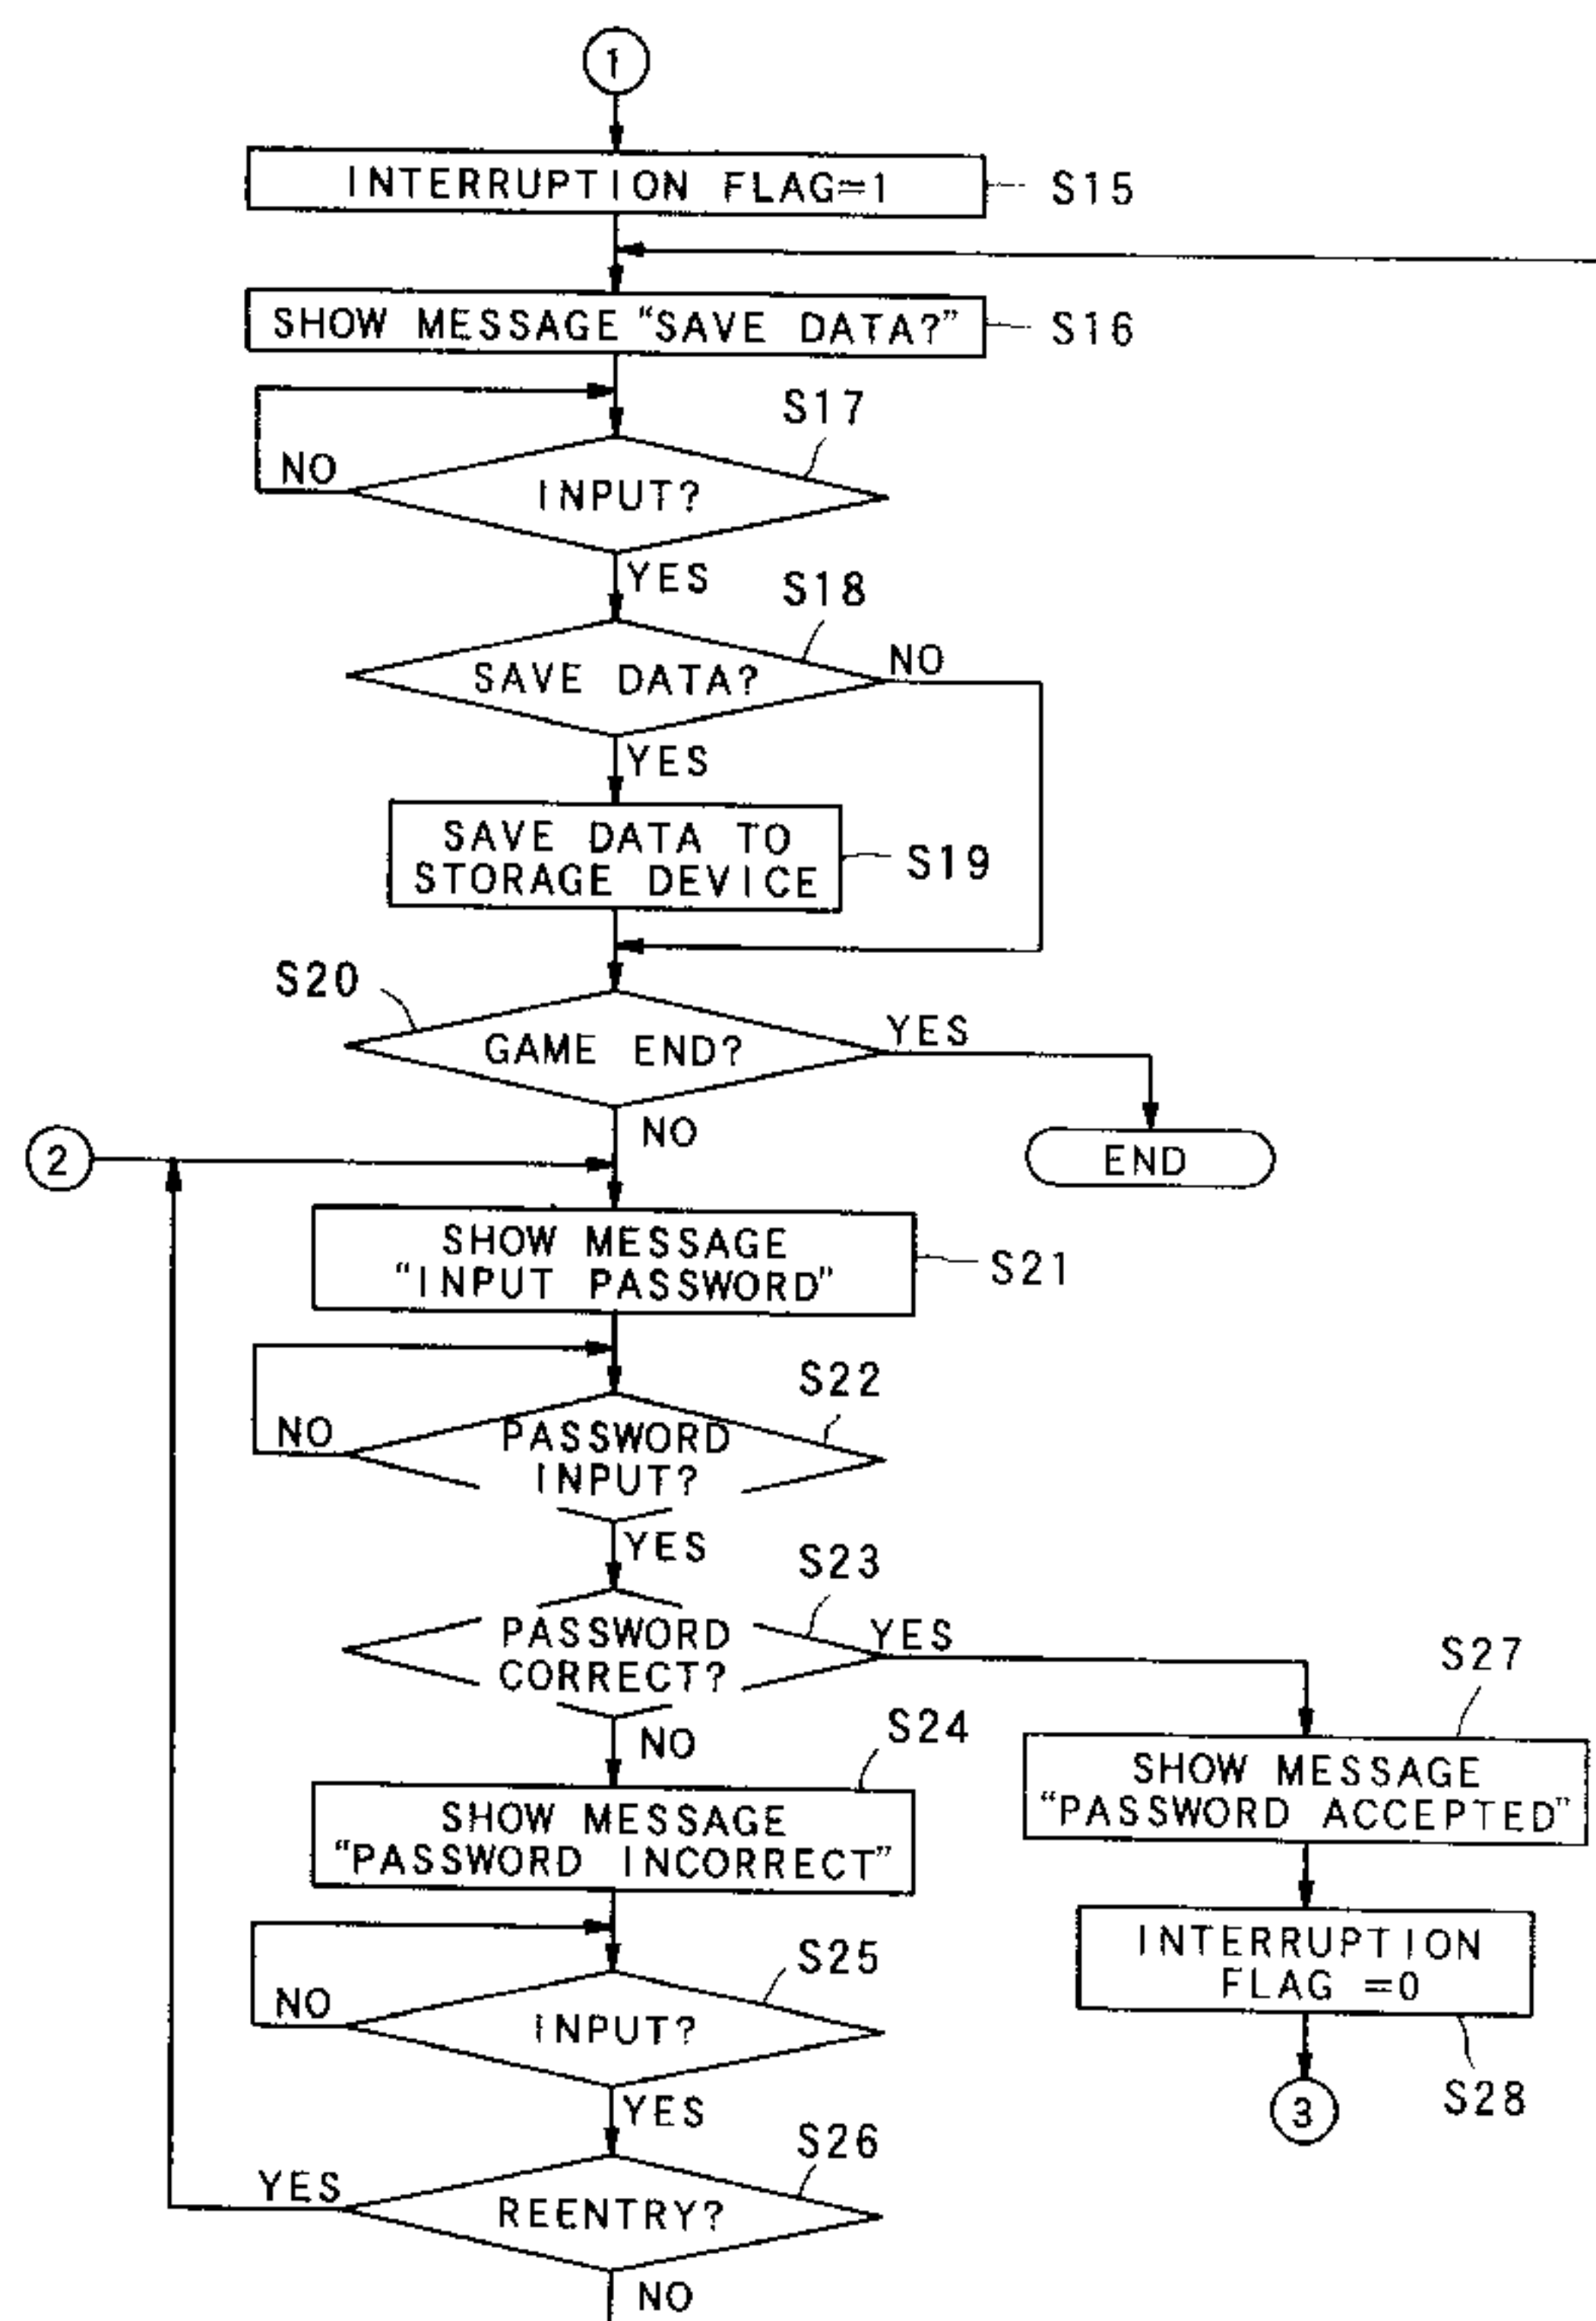 1
INTERRUPTION FLAG=1
S15
SHOW MESSAGE "SAVE DATA?"
S16
S17
NO
INPUT?
YES
S18
SAVE DATA?
NO
YES
SAVE DATA TO
STORAGE DEVICE
S19
S20
GAME END?
YES
NO
2
END
SHOW MESSAGE
"INPUT PASSWORD"
S21
S22
NO
PASSWORD
INPUT?
YES
S23
PASSWORD
CORRECT?
YES
S27
NO
S24
SHOW MESSAGE
"PASSWORD ACCEPTED"
SHOW MESSAGE
"PASSWORD INCORRECT"
INTERRUPTION
FLAG =0
S25
NO
INPUT?
S28
3
YES
S26
YES
REENTRY?
NO